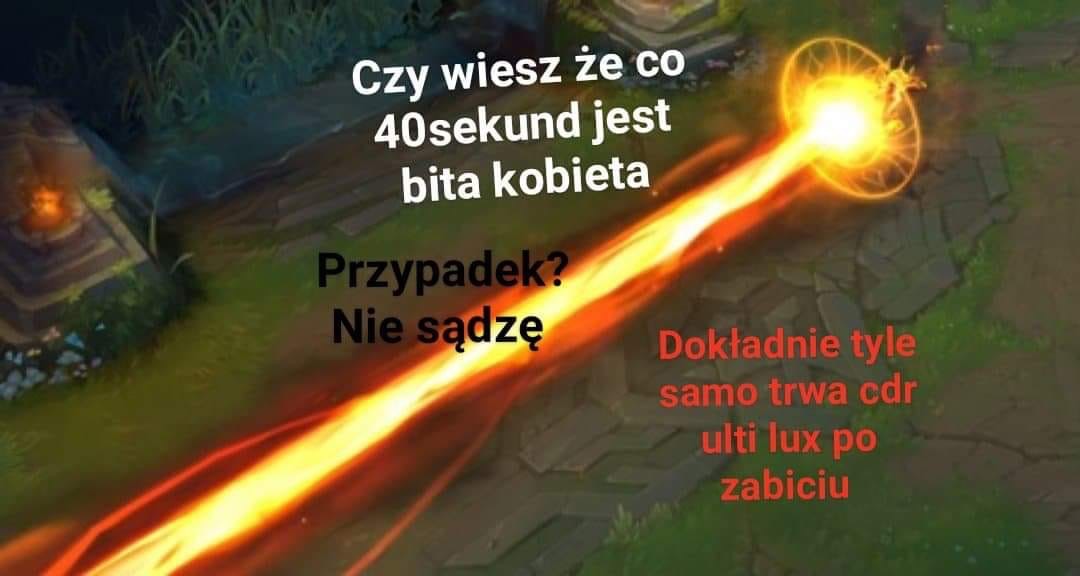 Czy wiesz że co
40sekund jest
bita kobieta
Przypadek?
Nie sądzę
Dokładnie tyle
samo trwa cdr
ulti lux po
zabiciu